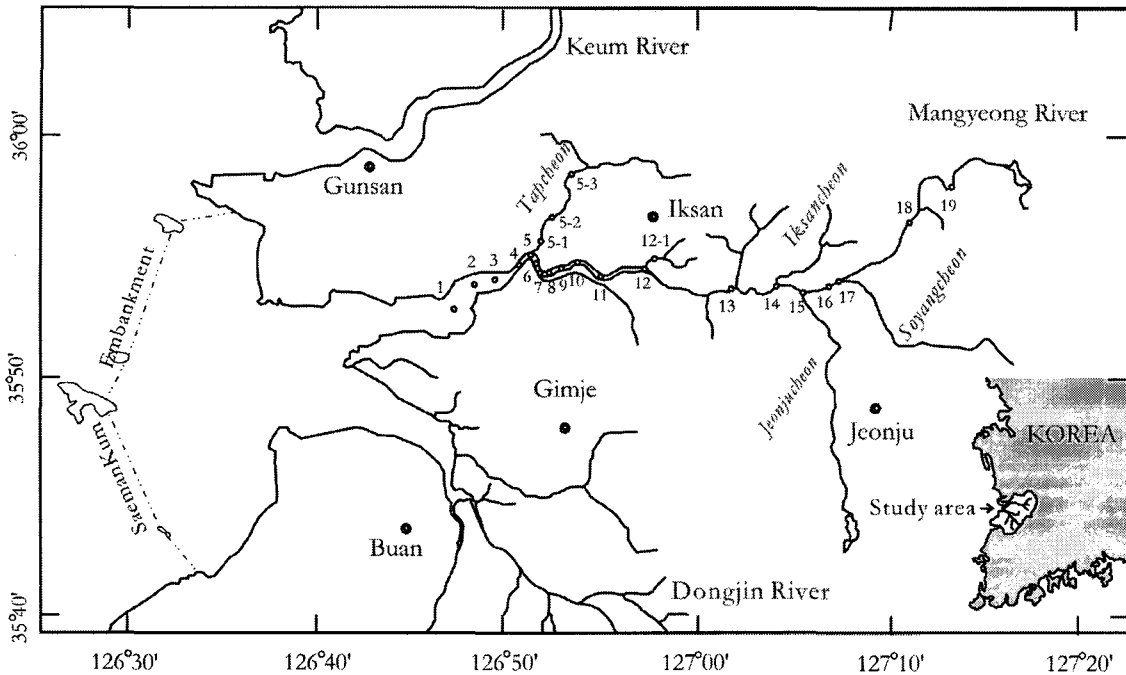 Keum River
Mangyeong River
36°00'
Gunsan
Tapcheon
5-3
Iksan
Iksancheon
19
18
5-2
5-1
5
12-1
4
3
2
1
6
7
8
9
10
11
12
13
14
15
16
17
Soyangcheon
Embankment
35°50'
Gimje
Jeonjucheon
Jeonju
KOREA
SaemanKum
Study area
Buan
Dongjin River
35°40'
126°30'
126°40'
126°50'
127°00'
127°10'
127°20'